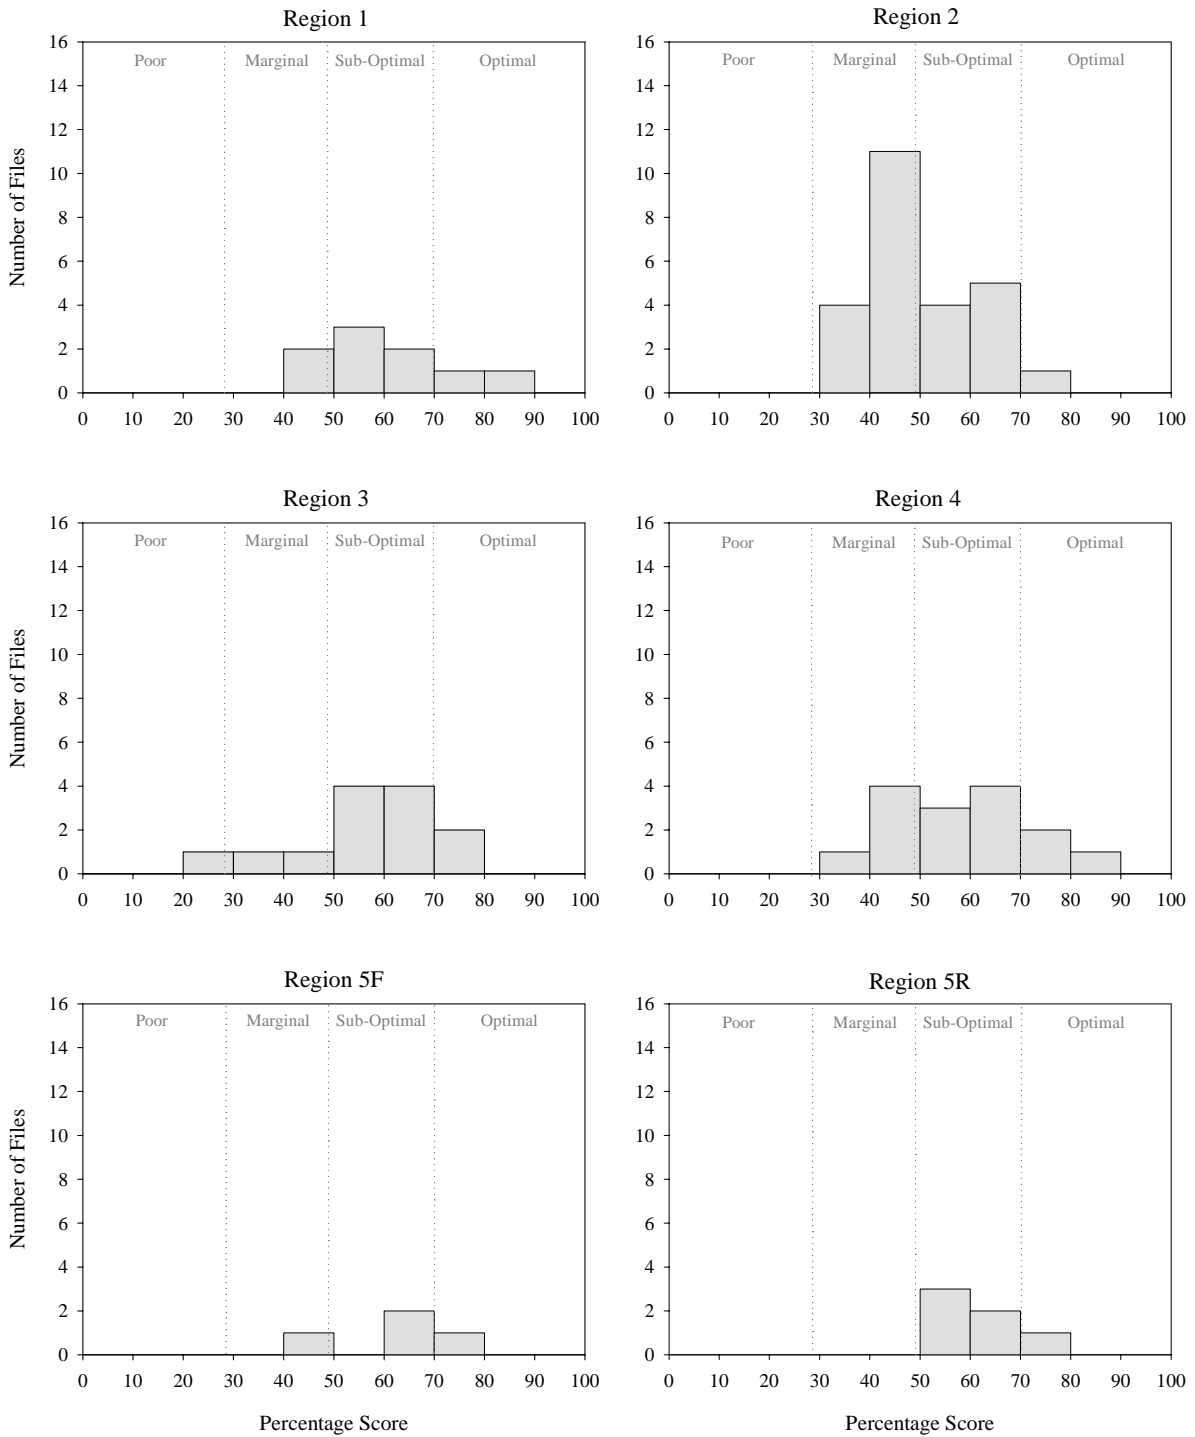 Region 1
Region 2
16
14
12
10
8
6
4
2
0
Number of Files
Poor Marginal Sub-Optimal Optimal
0 10 20 30 40 50 60 70 80 90 100
16
14
12
10
8
6
4
2
0
Poor Marginal Sub-Optimal Optimal
0 10 20 30 40 50 60 70 80 90 100
Region 3
Region 4
16
14
12
10
8
6
4
2
0
Number of Files
Poor Marginal Sub-Optimal Optimal
0 10 20 30 40 50 60 70 80 90 100
16
14
12
10
8
6
4
2
0
Poor Marginal Sub-Optimal Optimal
0 10 20 30 40 50 60 70 80 90 100
Region 5F
Region 5R
16
14
12
10
8
6
4
2
0
Number of Files
Poor Marginal Sub-Optimal Optimal
0 10 20 30 40 50 60 70 80 90 100
Percentage Score
16
14
12
10
8
6
4
2
0
Poor Marginal Sub-Optimal Optimal
0 10 20 30 40 50 60 70 80 90 100
Percentage Score